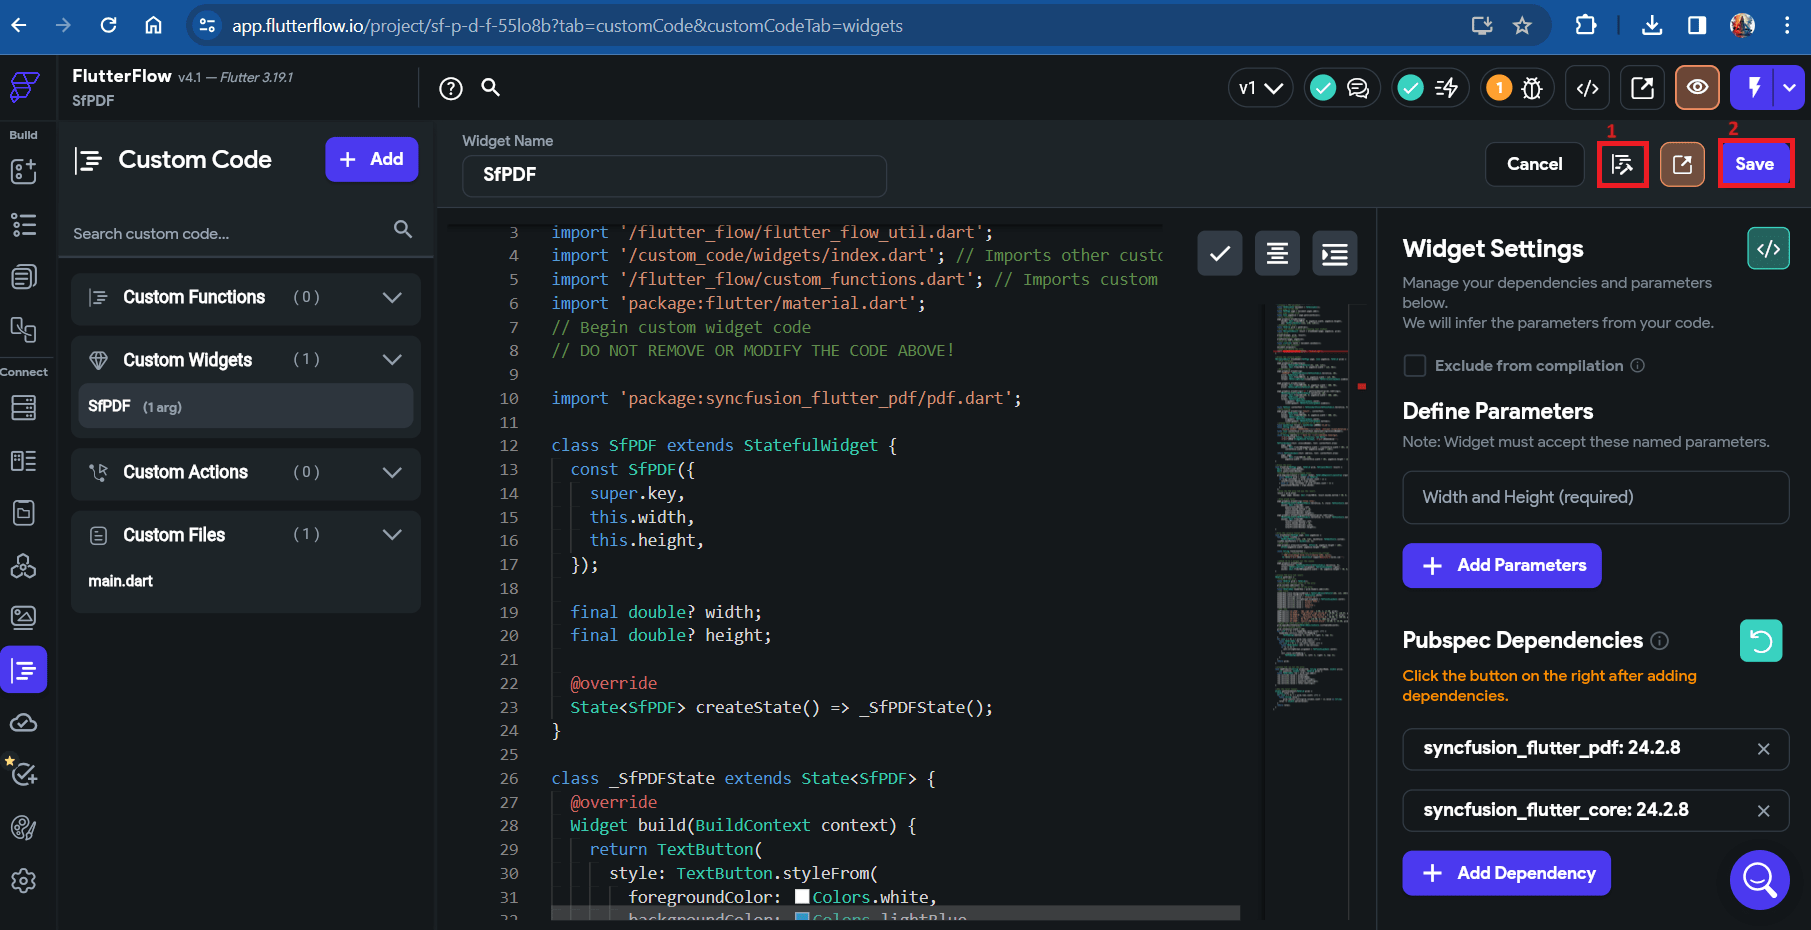 app.flutterflow.io/project/sf-p-d-f-55lo8b?tab=customCode&customCodeTab=widgets
FlutterFlow v4.1 — Flutter 3.19.1
SfPDF
v1
1
Build
Connect
Custom Code
+ Add
Search custom code...
Custom Functions (0)
Custom Widgets (1)
SfPDF (1 arg)
Custom Actions (0)
Custom Files (1)
main.dart
Widget Name
SfPDF
Cancel
1
2
Save
3 import '/flutter_flow/flutter_flow_util.dart';
4 import '/custom_code/widgets/index.dart'; // Imports other custo
5 import '/flutter_flow/custom_functions.dart'; // Imports custom
6 import 'package:flutter/material.dart';
7 // Begin custom widget code
8 // DO NOT REMOVE OR MODIFY THE CODE ABOVE!
9
10 import 'package:syncfusion_flutter_pdf/pdf.dart';
11
12 class SfPDF extends StatefulWidget {
13 const SfPDF({
14 super.key,
15 this.width,
16 this.height,
17 });
18
19 final double? width;
20 final double? height;
21
22 @override
23 State<SfPDF> createState() => _SfPDFState();
24 }
25
26 class _SfPDFState extends State<SfPDF> {
27 @override
28 Widget build(BuildContext context) {
29 return TextButton(
30 style: TextButton.styleFrom(
31 foregroundColor: Colors.white,
32 backgroundColor: Colors.lightBlue
Widget Settings
Manage your dependencies and parameters
below.
We will infer the parameters from your code.
Exclude from compilation
Define Parameters
Note: Widget must accept these named parameters.
Width and Height (required)
+ Add Parameters
Pubspec Dependencies
Click the button on the right after adding
dependencies.
syncfusion_flutter_pdf: 24.2.8
syncfusion_flutter_core: 24.2.8
+ Add Dependency